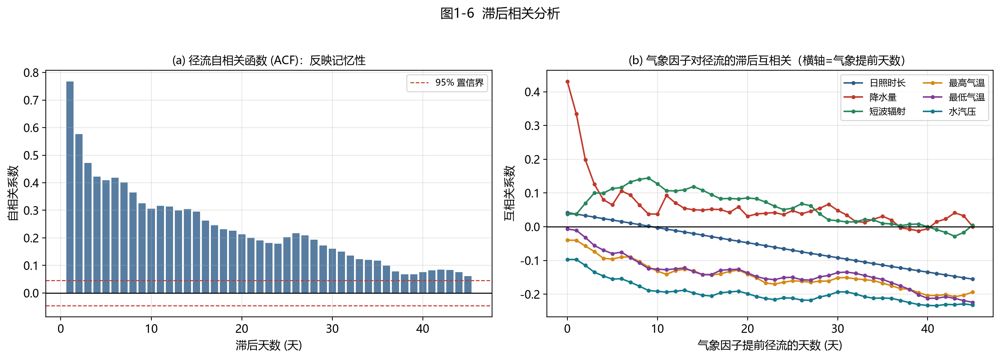 图1-6 滞后相关分析
(a) 径流自相关函数 (ACF)：反映记忆性
自相关系数
0.8
0.7
0.6
0.5
0.4
0.3
0.2
0.1
0.0
95% 置信界
0 10 20 30 40
滞后天数 (天)
(b) 气象因子对径流的滞后互相关（横轴=气象提前天数）
互相关系数
0.4
0.3
0.2
0.1
0.0
-0.1
-0.2
日照时长
降水量
短波辐射
最高气温
最低气温
水汽压
0 10 20 30 40
气象因子提前径流的天数 (天)